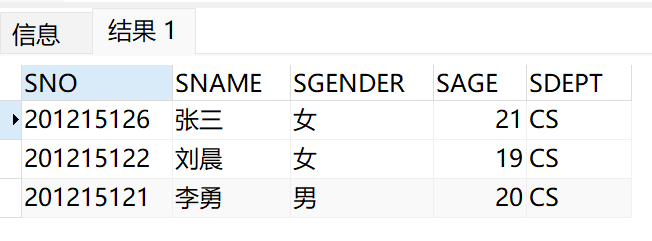 信息 结果 1
SNO SNAME SGENDER SAGE SDEPT
201215126 张三 女 21 CS
201215122 刘晨 女 19 CS
201215121 李勇 男 20 CS